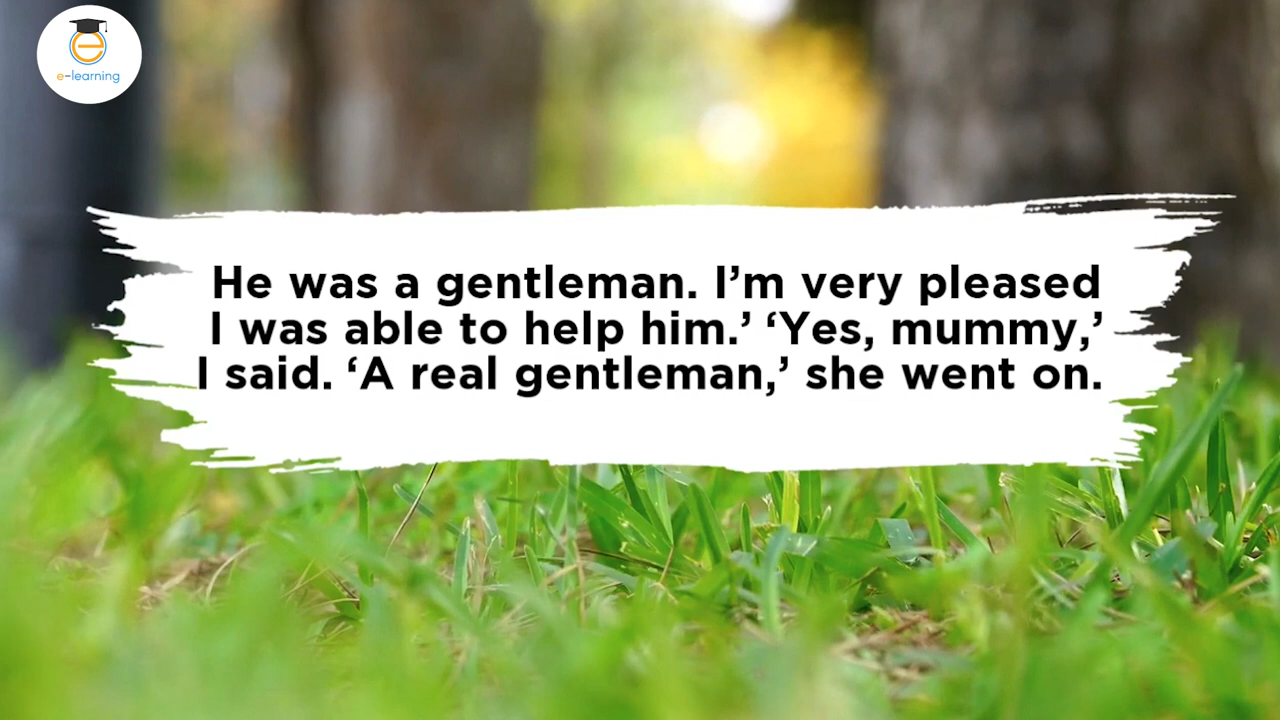 e-learning
He was a gentleman. I’m very pleased
I was able to help him.’ ‘Yes, mummy,’
I said. ‘A real gentleman,’ she went on.